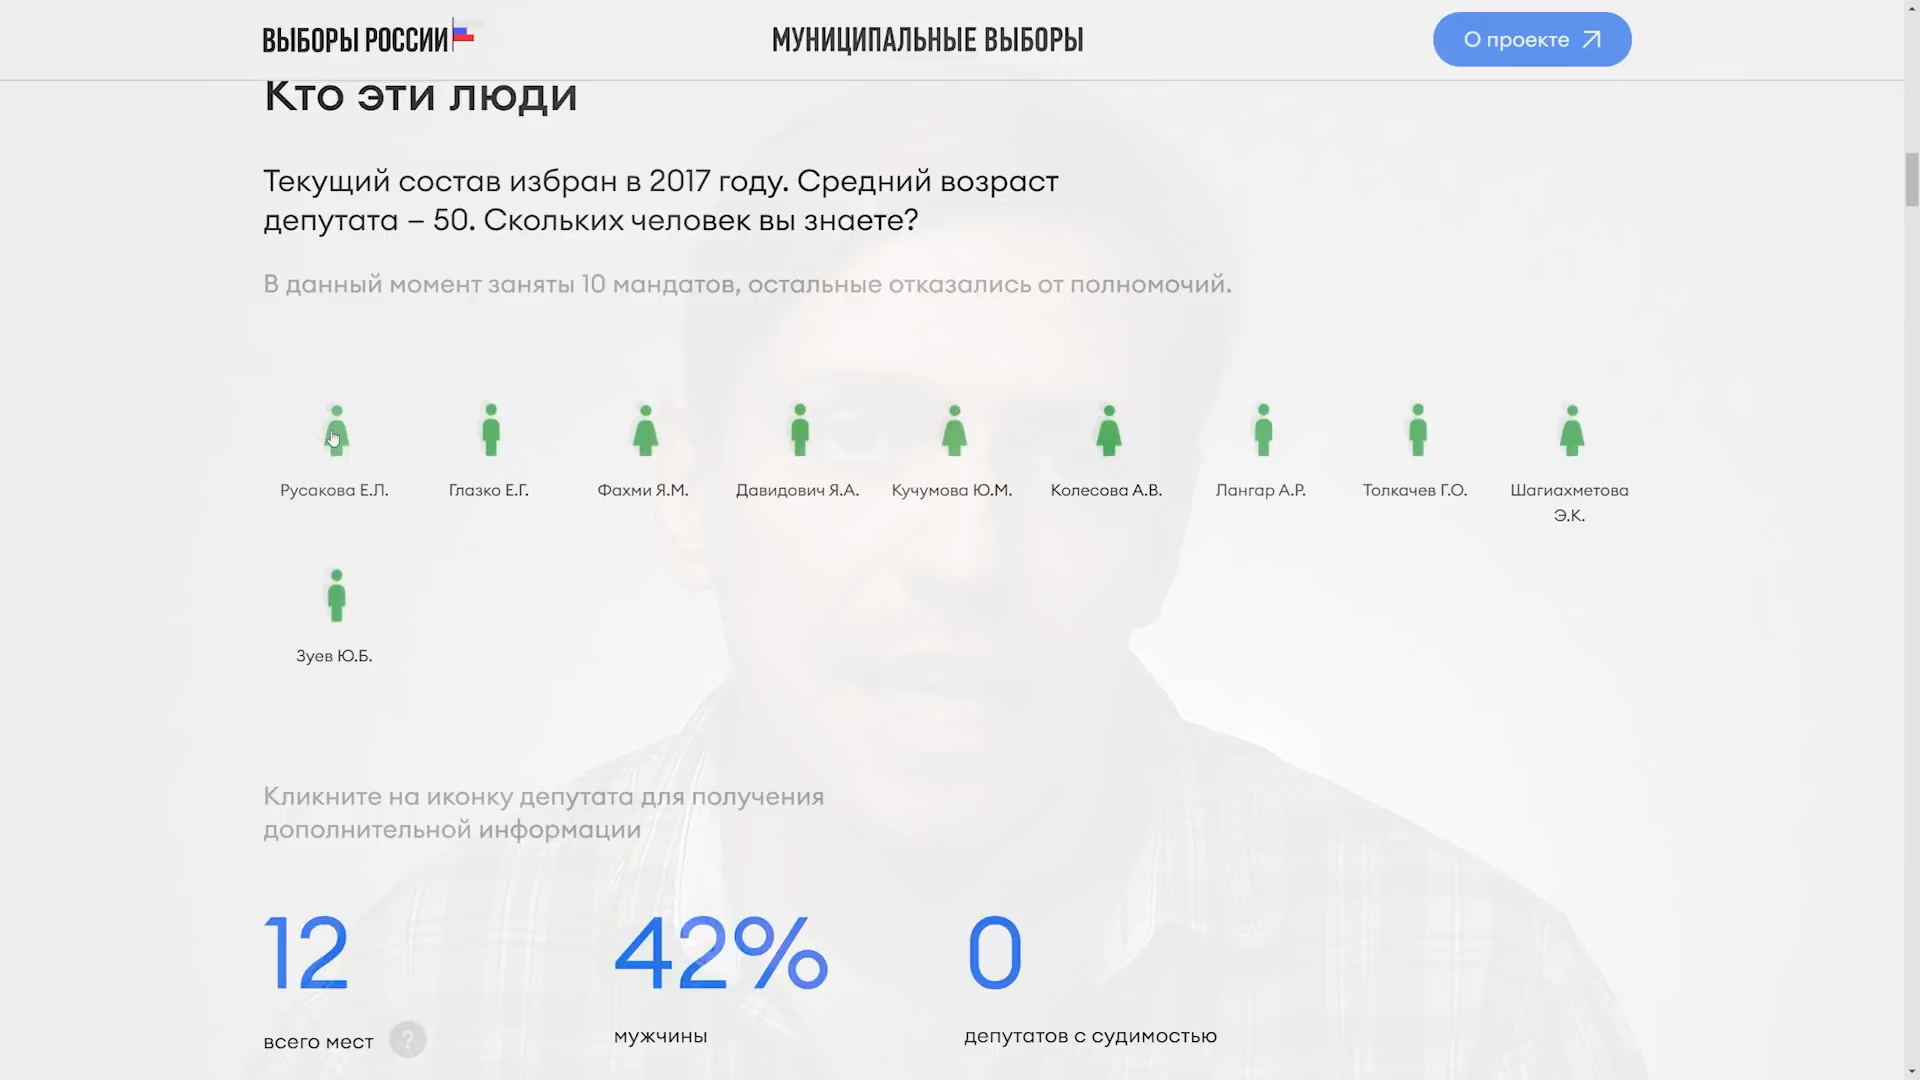 ВЫБОРЫ РОССИИ
МУНИЦИПАЛЬНЫЕ ВЫБОРЫ
О проекте
Кто эти люди
Текущий состав избран в 2017 году. Средний возраст
депутата – 50. Скольких человек вы знаете?
В данный момент заняты 10 мандатов, остальные отказались от полномочий.
Русакова Е.Л.
Глазко Е.Г.
Фахми Я.М.
Давидович Я.А.
Кучумова Ю.М.
Колесова А.В.
Лангар А.Р.
Толкачев Г.О.
Шагиахметова
Э.К.
Зуев Ю.Б.
Кликните на иконку депутата для получения
дополнительной информации
12
42%
0
всего мест ?
мужчины
депутатов с судимостью